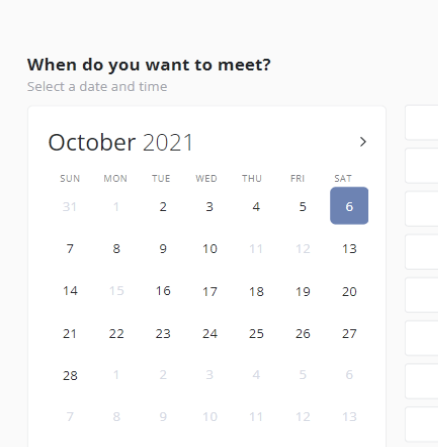 When do you want to meet?
Select a date and time
October 2021
SUN MON TUE WED THU FRI SAT
31 1 2 3 4 5 6
7 8 9 10 11 12 13
14 15 16 17 18 19 20
21 22 23 24 25 26 27
28 1 2 3 4 5 6
7 8 9 10 11 12 13